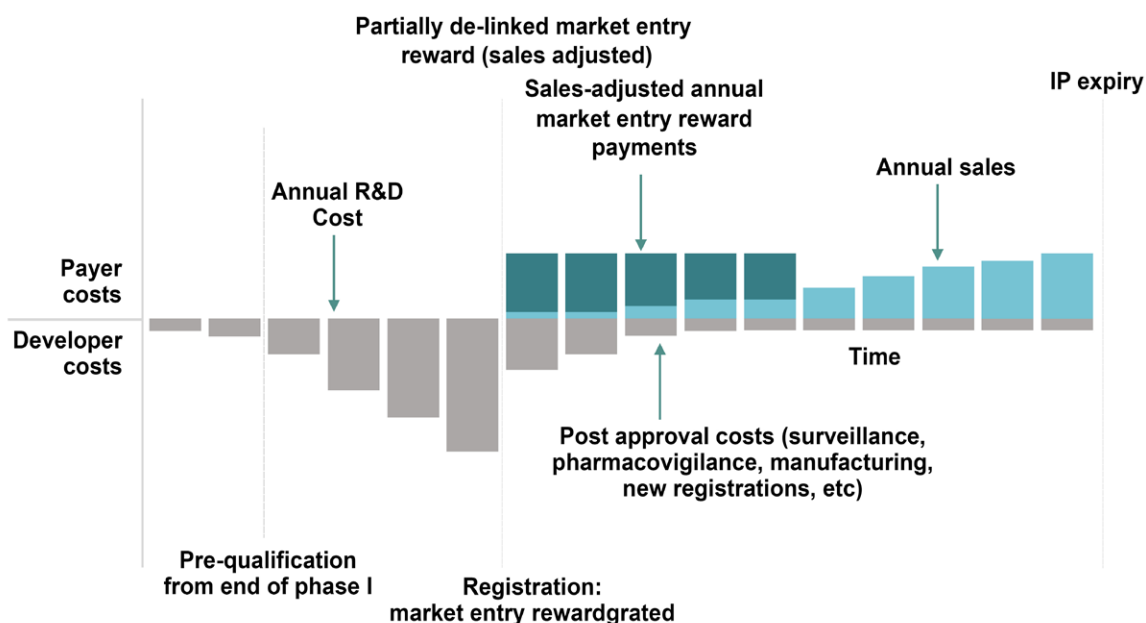 Partially de-linked market entry
reward (sales adjusted)
Sales-adjusted annual
market entry reward
payments
IP expiry
Annual R&D
Cost
Annual sales
Payer
costs
Developer
costs
Time
Post approval costs (surveillance,
pharmacovigilance, manufacturing,
new registrations, etc)
Pre-qualification
from end of phase I
Registration:
market entry rewardgrated